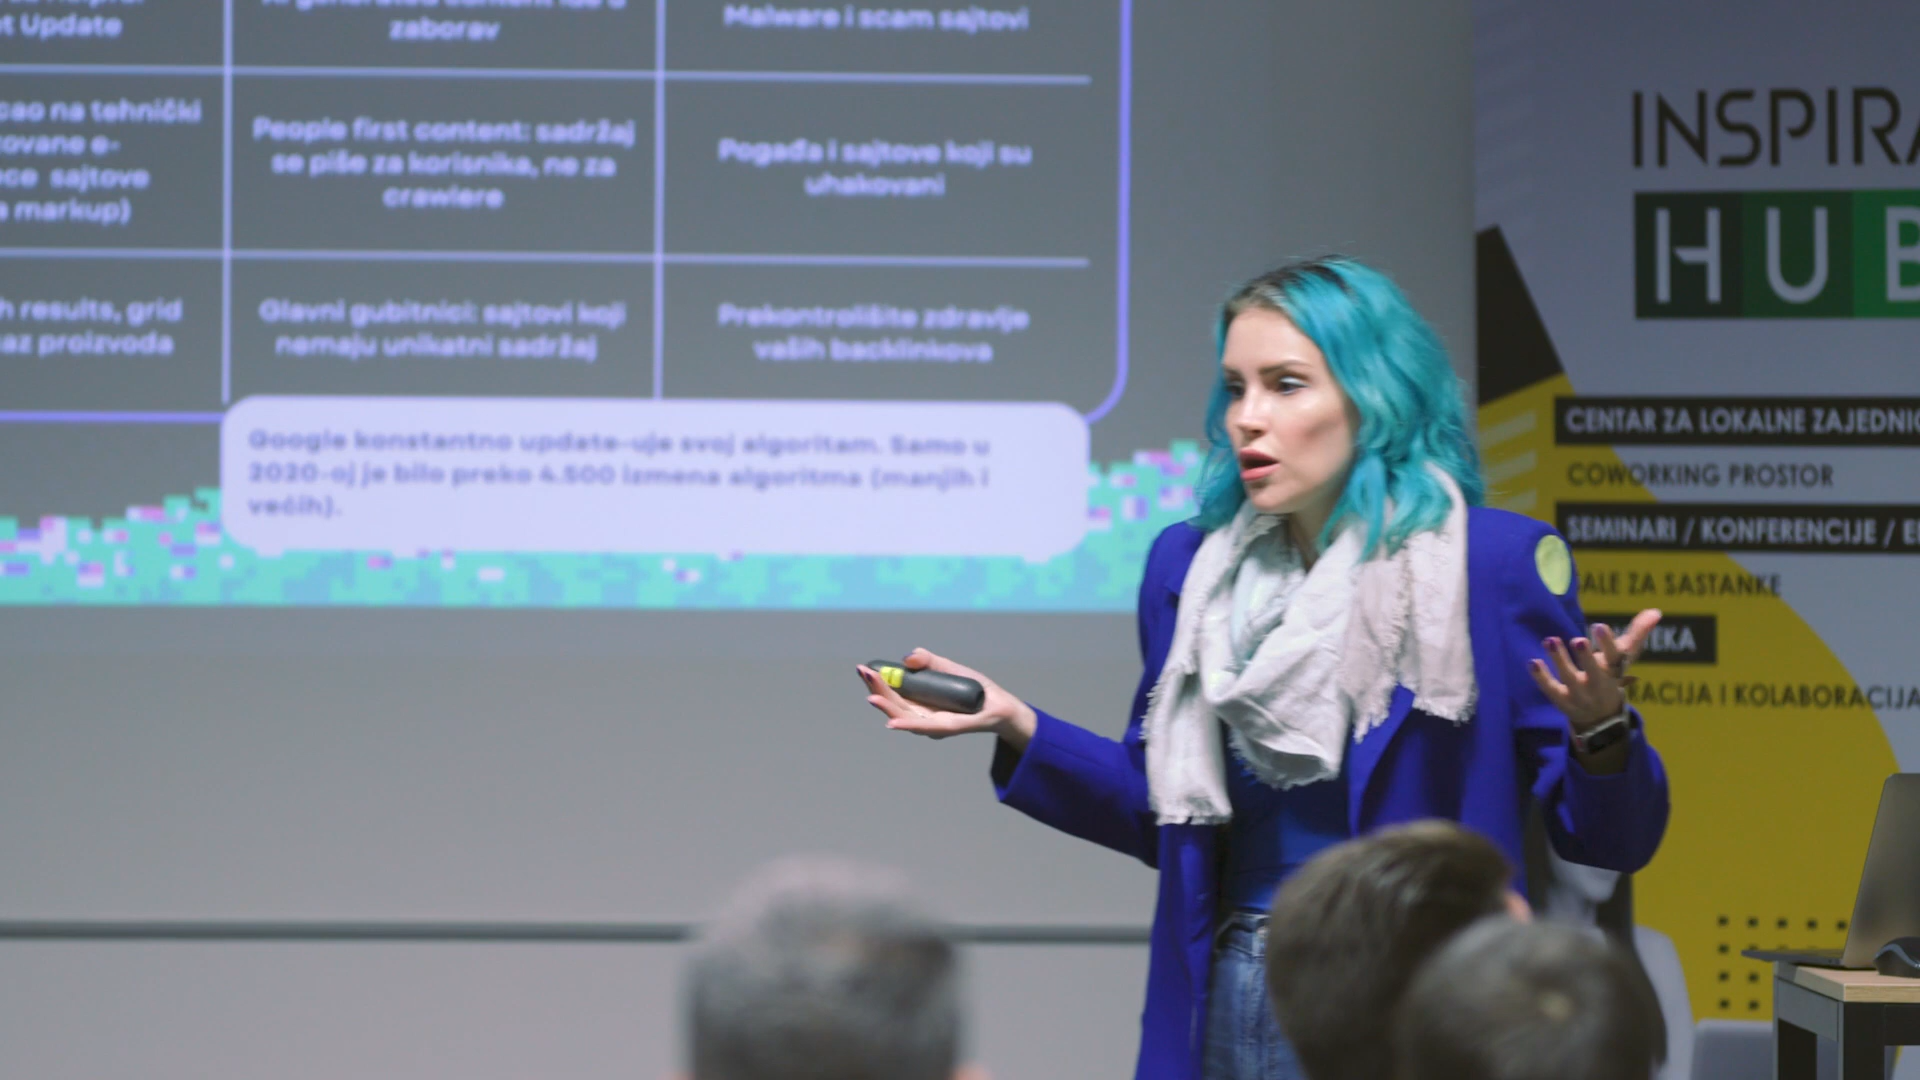 t Update
zaborav
Malware i scam sajtovi
cao na tehnički
ovane e-
ce sajtove
a markup)
People first content: sadržaj
se piše za korisnika, ne za
crawlere
Pogađa i sajtove koji su
uhakovani
h results, grid
az proizvoda
Glavni gubitnici: sajtovi koji
nemaju unikatni sadržaj
Prekontrolišite zdravlje
vaših backlinkova
Google konstantno update-uje svoj algoritam. Samo u
2020-oj je bilo preko 4.500 izmena algoritma (manjih i
većih).
INSPIRA
HUB
CENTAR ZA LOKALNE ZAJEDNIC
COWORKING PROSTOR
SEMINARI / KONFERENCIJE / E
ALE ZA SASTANKE
TEKA
RACIJA I KOLABORACIJA